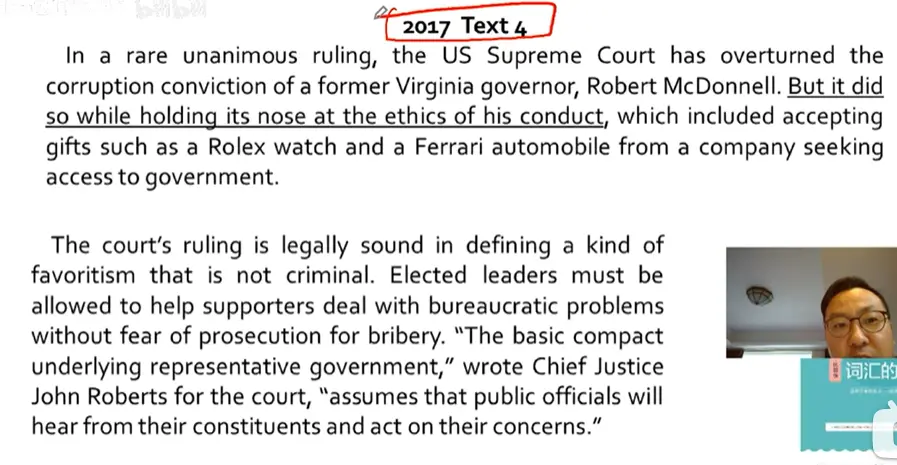 bilibili
2017 Text 4
In a rare unanimous ruling, the US Supreme Court has overturned the
corruption conviction of a former Virginia governor, Robert McDonnell. But it did
so while holding its nose at the ethics of his conduct, which included accepting
gifts such as a Rolex watch and a Ferrari automobile from a company seeking
access to government.
The court's ruling is legally sound in defining a kind of
favoritism that is not criminal. Elected leaders must be
allowed to help supporters deal with bureaucratic problems
without fear of prosecution for bribery. “The basic compact
underlying representative government,” wrote Chief Justice
John Roberts for the court, “assumes that public officials will
hear from their constituents and act on their concerns.”
词汇的